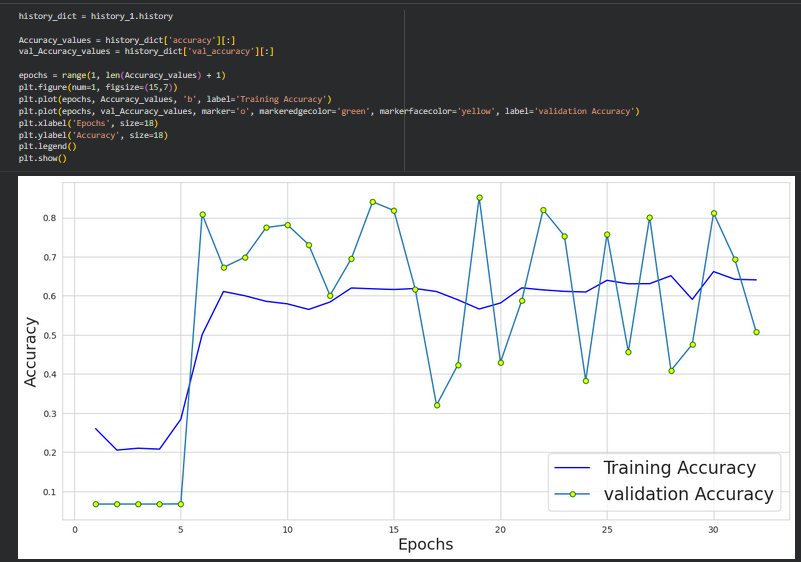 history_dict = history_1.history
Accuracy_values = history_dict['accuracy'][:]
val_Accuracy_values = history_dict['val_accuracy'][:]
epochs = range(1, len(Accuracy_values) + 1)
plt.figure(num=1, figsize=(15,7))
plt.plot(epochs, Accuracy_values, 'b', label='Training Accuracy')
plt.plot(epochs, val_Accuracy_values, marker='o', markeredgecolor='green', markerfacecolor='yellow', label='validation Accuracy')
plt.xlabel('Epochs', size=18)
plt.ylabel('Accuracy', size=18)
plt.legend()
plt.show()
0.8
0.7
0.6
0.5
0.4
0.3
0.2
0.1
Accuracy
Training Accuracy
validation Accuracy
0 5 10 15 20 25 30
Epochs